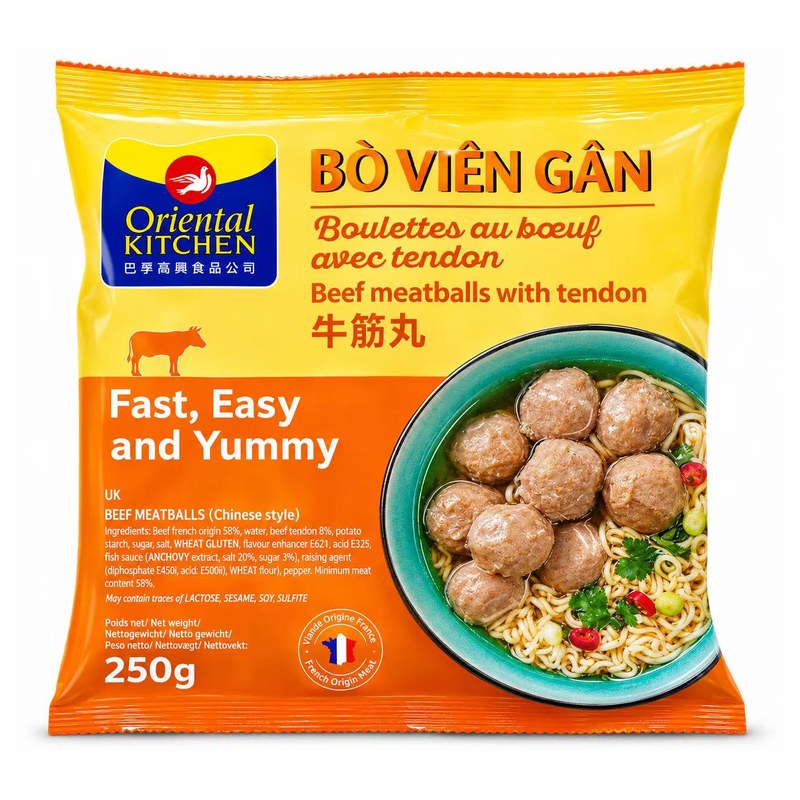 Oriental
KITCHEN
巴孚高興食品公司
BÒ VIÊN GÂN
Boulettes au bœuf
avec tendon
Beef meatballs with tendon
牛筋丸
Fast, Easy
and Yummy
UK
BEEF MEATBALLS (Chinese style)
Ingredients: Beef french origin 58%, water, beef tendon 8%, potato
starch, sugar, salt, WHEAT GLUTEN, flavour enhancer E621, acid E325,
fish sauce (ANCHOVY extract, salt 20%, sugar 3%), raising agent
(diphosphate E450i, acid: E500ii), WHEAT flour), pepper. Minimum meat
content 58%.
May contain traces of LACTOSE, SESAME, SOY, SULFITE
Poids net/ Net weight/
Nettogewicht/ Netto gewicht/
Peso netto/ Nettovægt/ Nettovekt:
250g
Viande Origine France
French Origin Meat